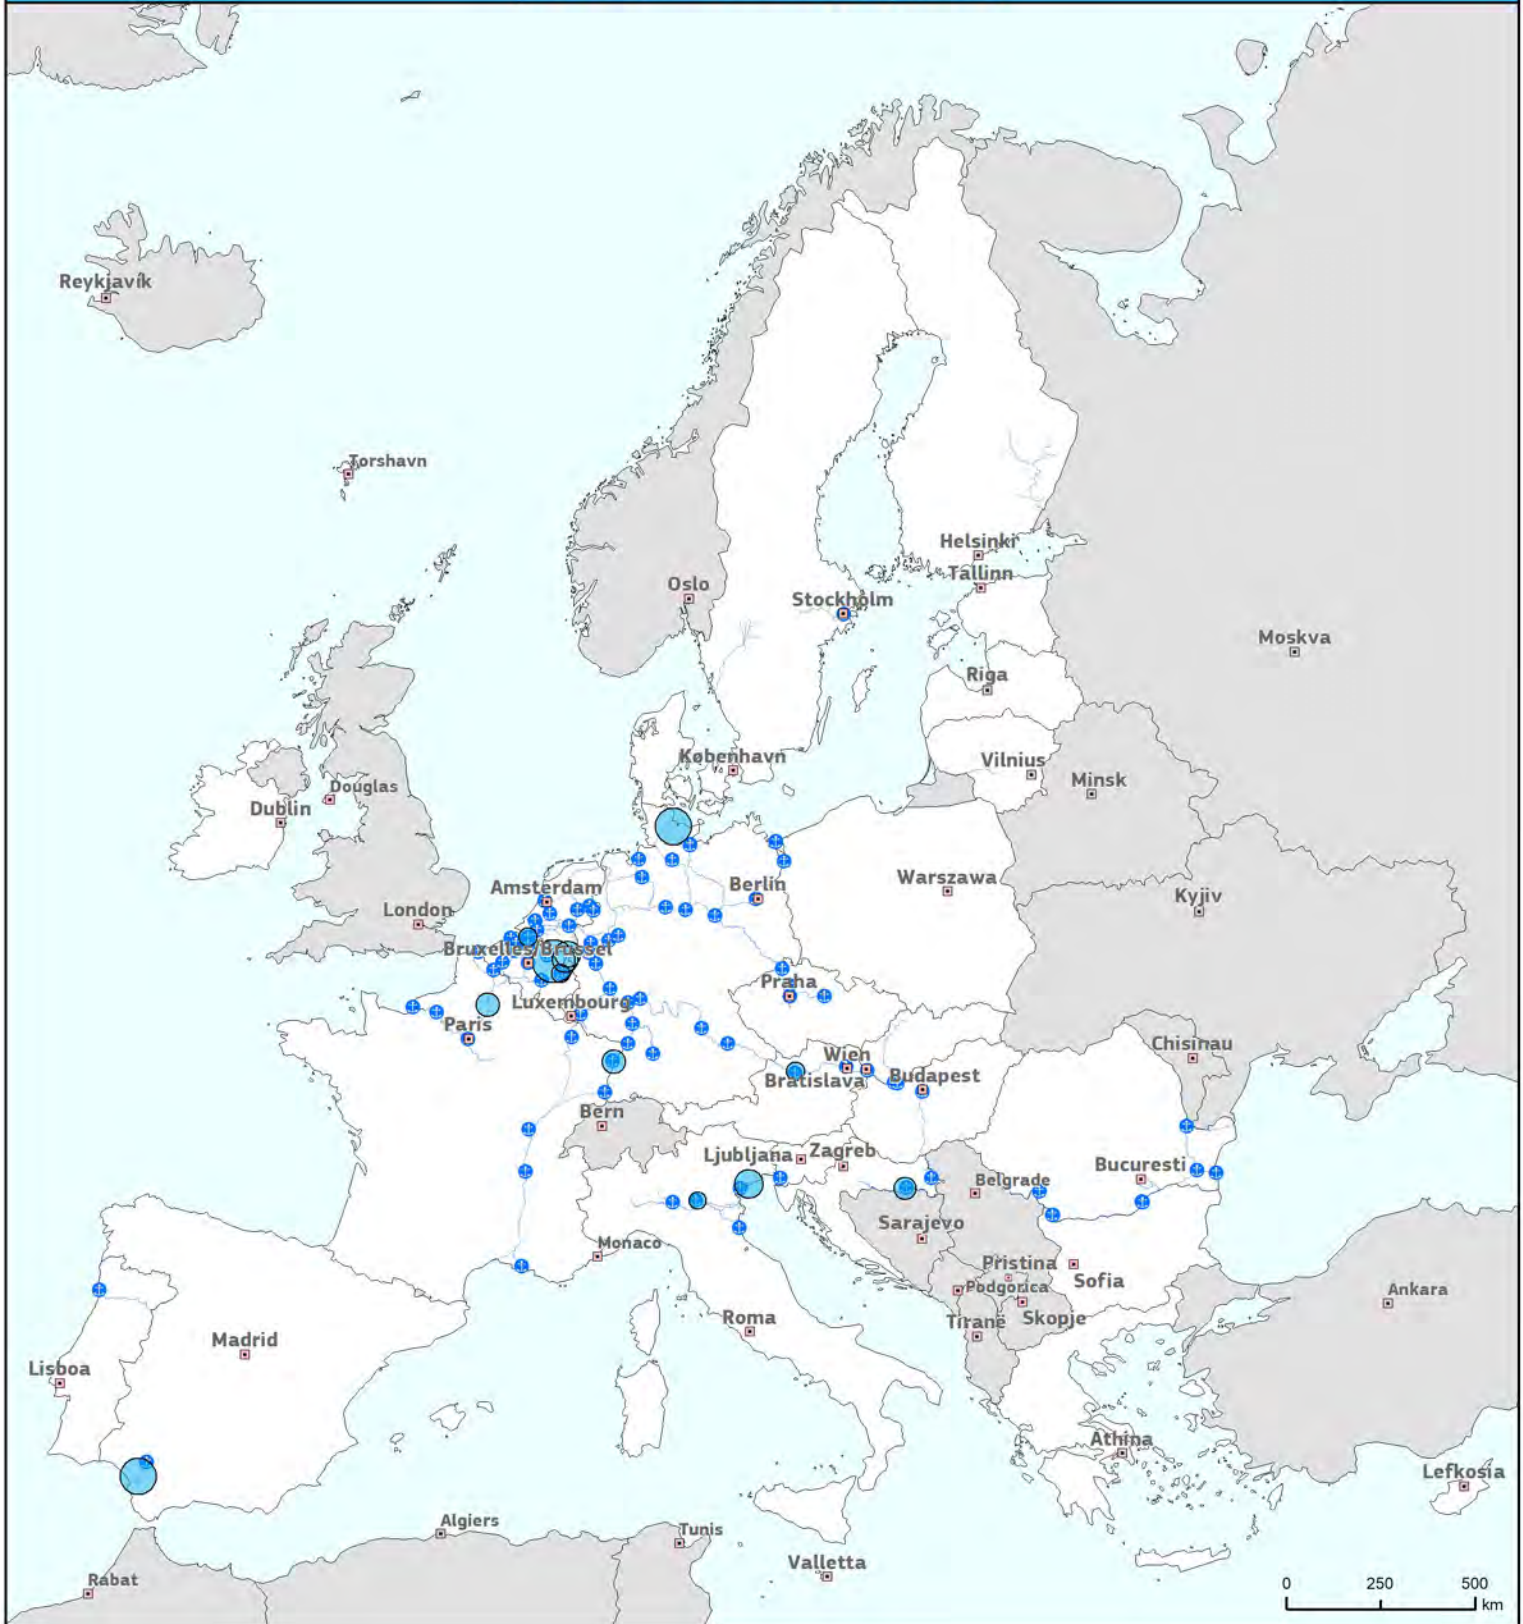 Reykjavík
Torshavn
Helsinki
Tallinn
Oslo
Stockholm
Moskva
Riga
København
Vilnius
Minsk
Douglas
Dublin
Amsterdam
Berlin
Warszawa
Kyjiv
London
Bruxelles/Brussel
Praha
Luxembourg
Paris
Chisinau
Wien
Bratislava
Budapest
Bern
Ljubljana
Zagreb
Bucuresti
Belgrade
Sarajevo
Monaco
Pristina
Sofia
Podgorica
Ankara
Roma
Tiranë
Skopje
Madrid
Lisboa
Athina
Lefkosia
Algiers
Tunis
Valletta
Rabat
0 250 500
km